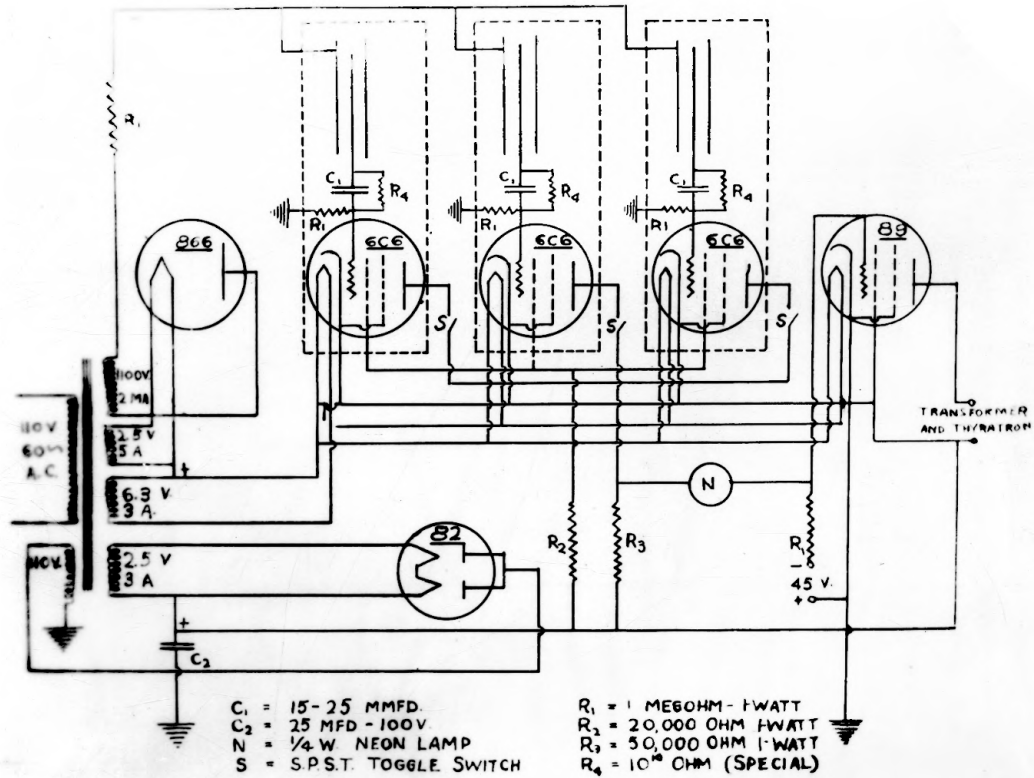 R₁
C₁
R₄
R₁
C₁
R₄
R₁
C₁
R₄
R₁
866
6C6
6C6
6C6
89
S
S
S
1100V.
2 MA
110V
60~
A.C.
2.5 V
5 A
+
6.3 V.
3 A.
TRANSFORMER
AND THYRATRON
N
82
110V.
2.5 V
3 A
R₂
R₃
R₁
−
45 V.
+
+
C₂
C₁ = 15-25 MMFD.
C₂ = 25 MFD - 100V.
N = 1/4 W. NEON LAMP
S = S.P.S.T. TOGGLE SWITCH
R₁ = 1 MEGOHM - 1-WATT
R₂ = 20,000 OHM 1-WATT
R₃ = 50,000 OHM 1-WATT
R₄ = 10¹⁰ OHM (SPECIAL)